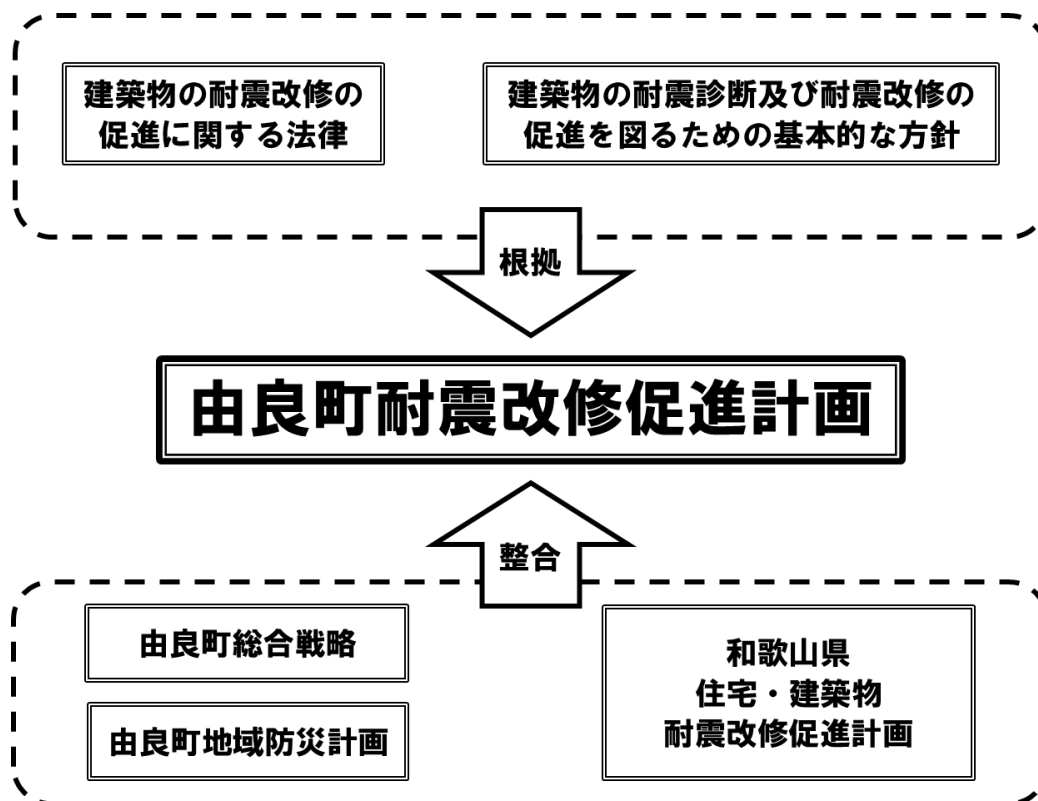 建築物の耐震改修の
促進に関する法律
建築物の耐震診断及び耐震改修の
促進を図るための基本的な方針
根拠
由良町耐震改修促進計画
整合
由良町総合戦略
由良町地域防災計画
和歌山県
住宅・建築物
耐震改修促進計画